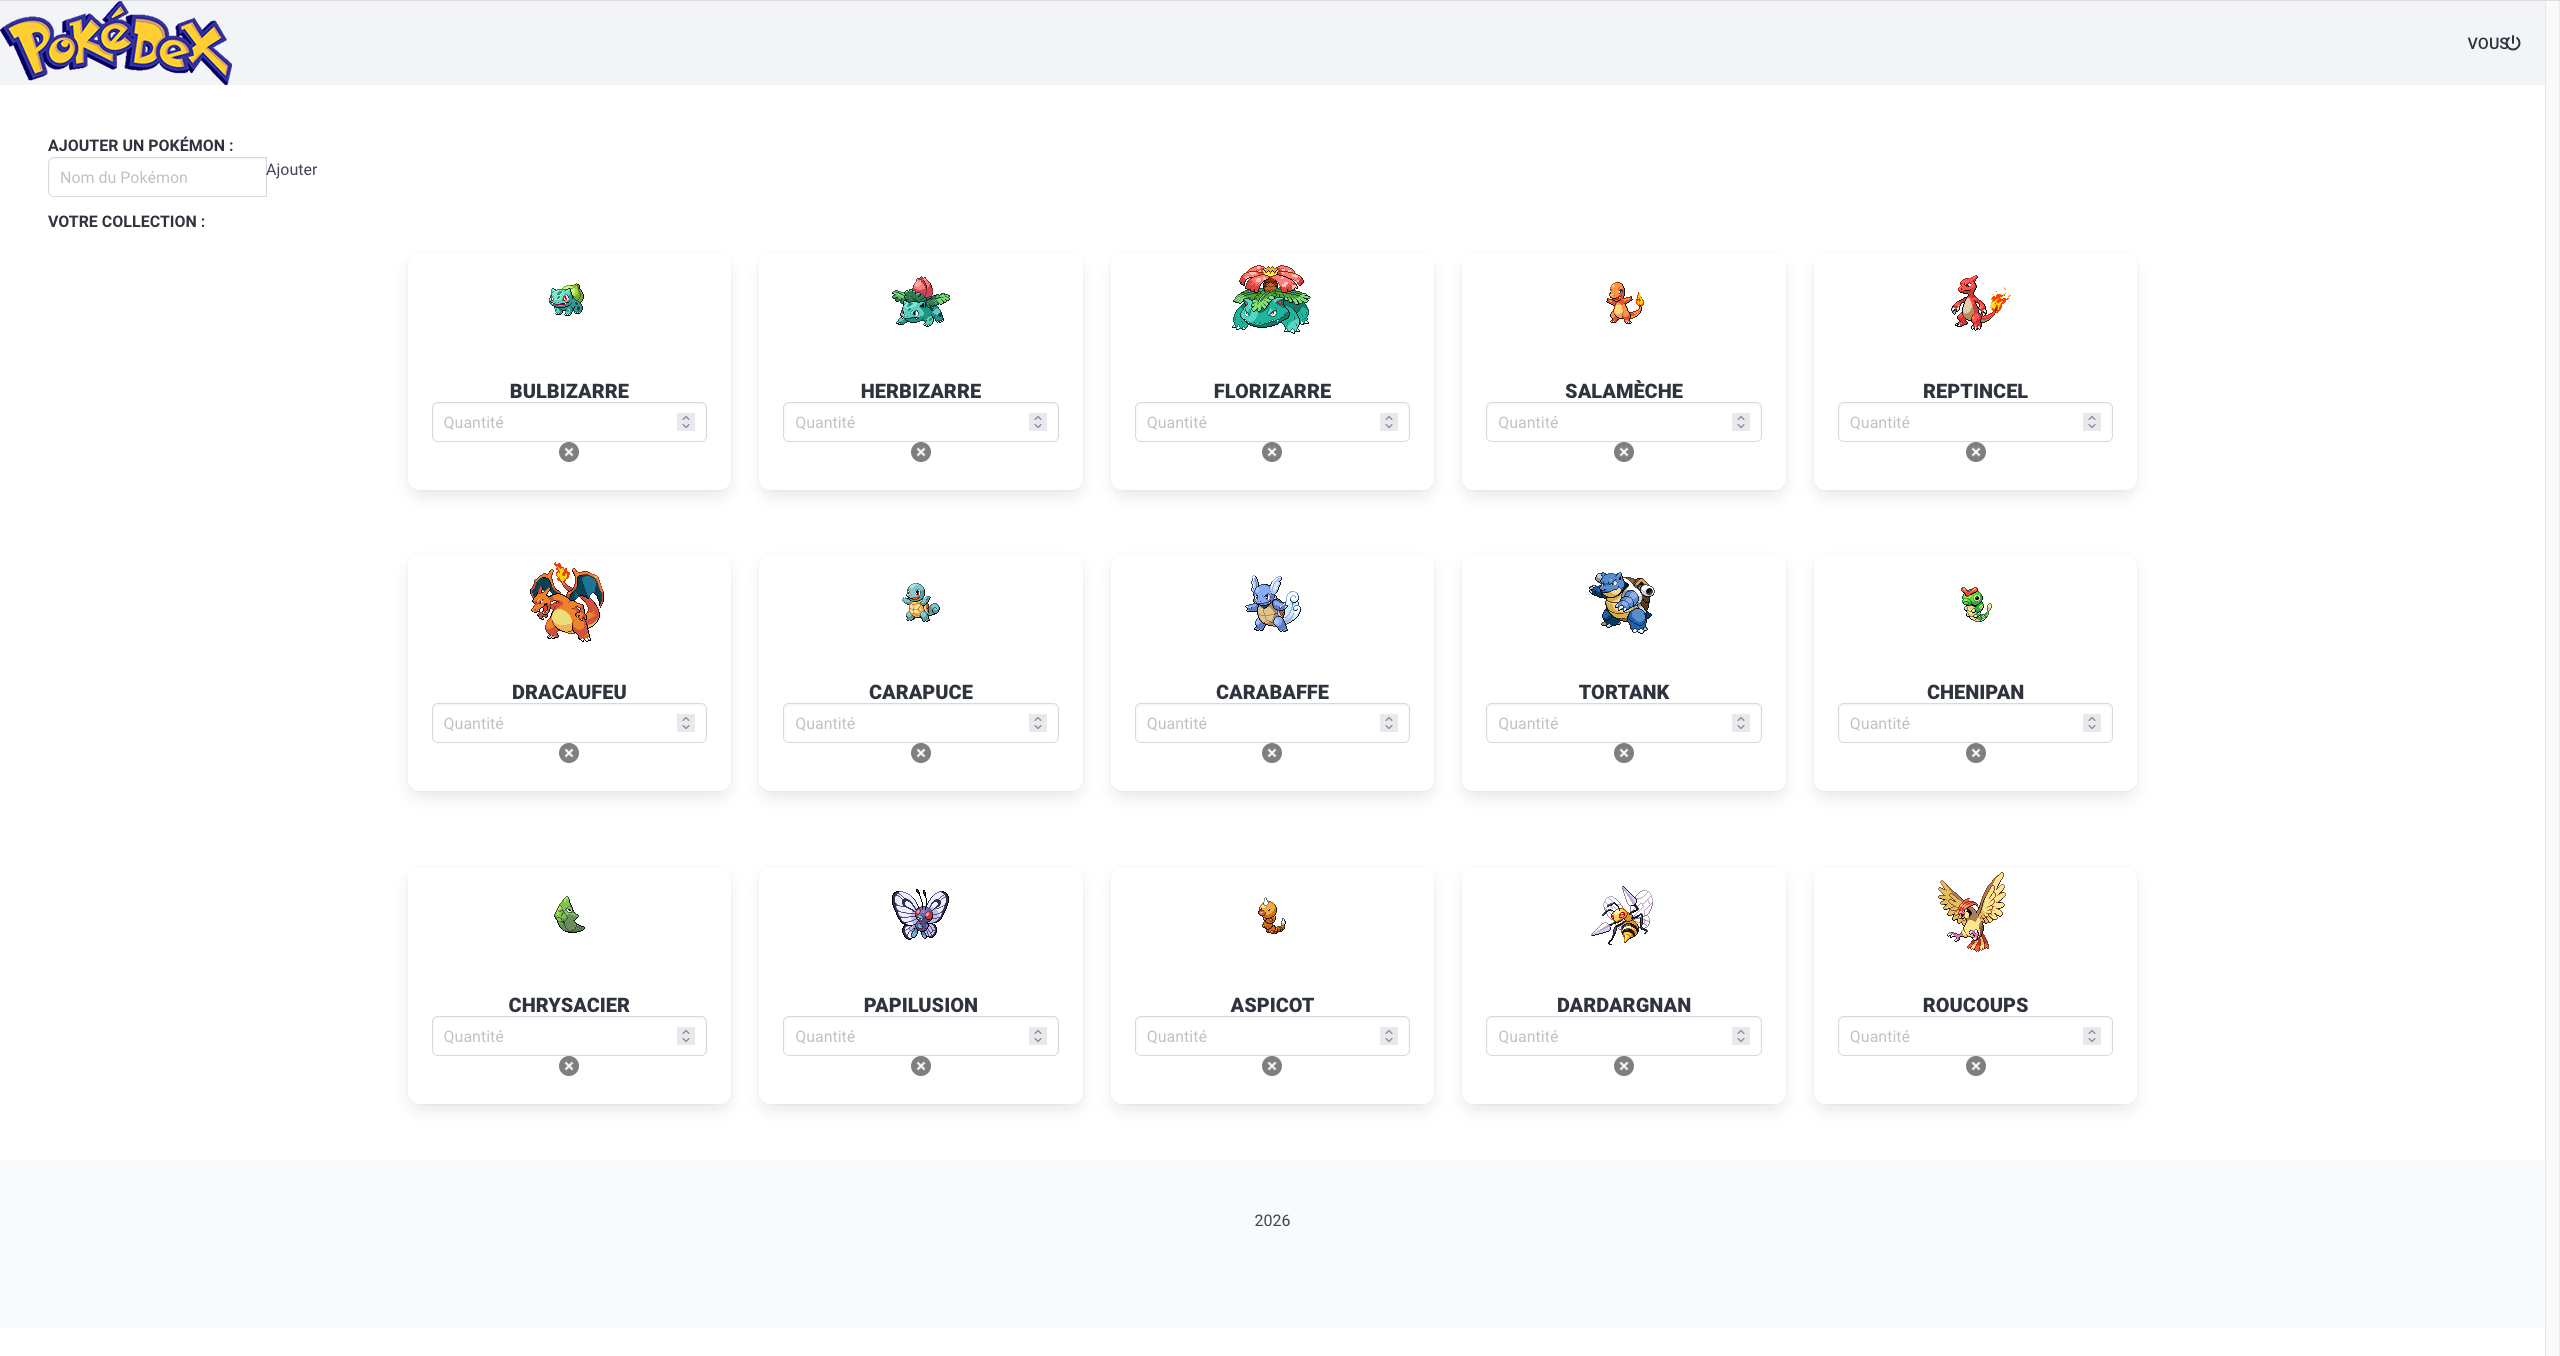 PoKéDeX
VOUS
AJOUTER UN POKÉMON :
Nom du Pokémon
Ajouter
VOTRE COLLECTION :
BULBIZARRE
Quantité
HERBIZARRE
Quantité
FLORIZARRE
Quantité
SALAMÈCHE
Quantité
REPTINCEL
Quantité
DRACAUFEU
Quantité
CARAPUCE
Quantité
CARABAFFE
Quantité
TORTANK
Quantité
CHENIPAN
Quantité
CHRYSACIER
Quantité
PAPILUSION
Quantité
ASPICOT
Quantité
DARDARGNAN
Quantité
ROUCOUPS
Quantité
2026